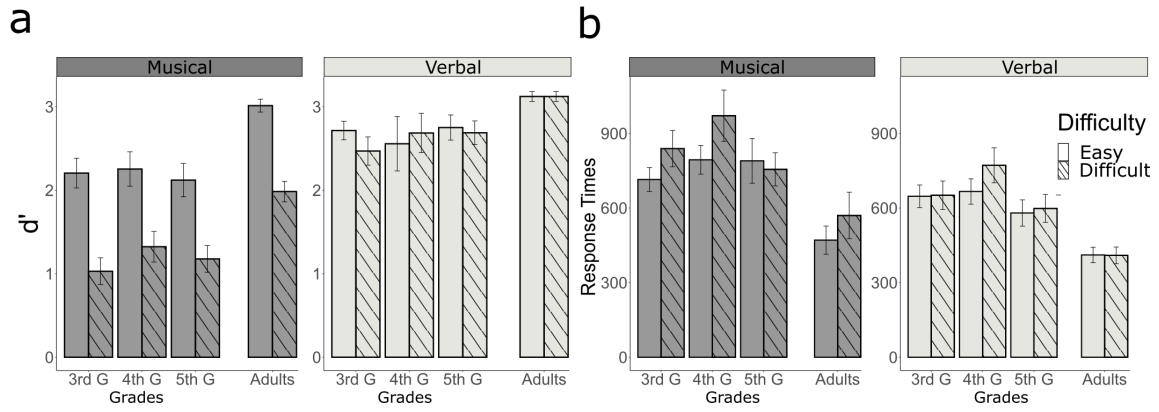 a
Musical
Verbal
d'
3
2
1
0
3
2
1
0
3rd G 4th G 5th G Adults
Grades
3rd G 4th G 5th G Adults
Grades
b
Musical
Verbal
Response Times
900
600
300
0
900
600
300
0
Difficulty
Easy
Difficult
3rd G 4th G 5th G Adults
Grades
3rd G 4th G 5th G Adults
Grades